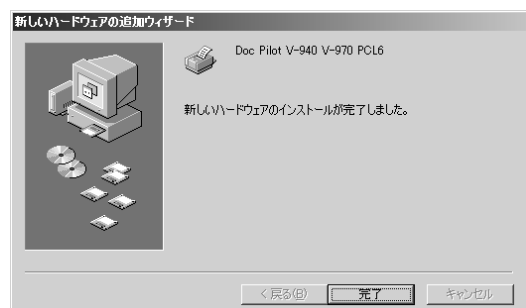 新しいハードウェアの追加ウィザード
Doc Pilot V-940 V-970 PCL6
新しいハードウェアのインストールが完了しました。
< 戻る(B)
完了
キャンセル